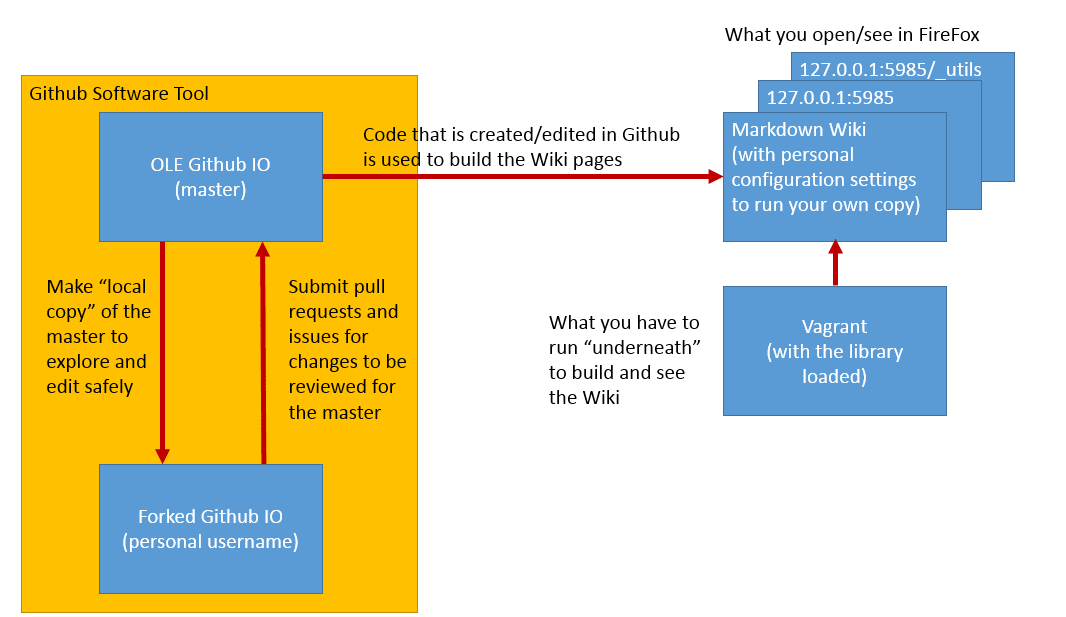 What you open/see in FireFox
127.0.0.1:5985/_utils
127.0.0.1:5985
Markdown Wiki
(with personal
configuration settings
to run your own copy)
Github Software Tool
OLE Github IO
(master)
Code that is created/edited in Github
is used to build the Wiki pages
Make “local
copy” of the
master to
explore and
edit safely
Submit pull
requests and
issues for
changes to be
reviewed for
the master
What you have to
run “underneath”
to build and see
the Wiki
Vagrant
(with the library
loaded)
Forked Github IO
(personal username)